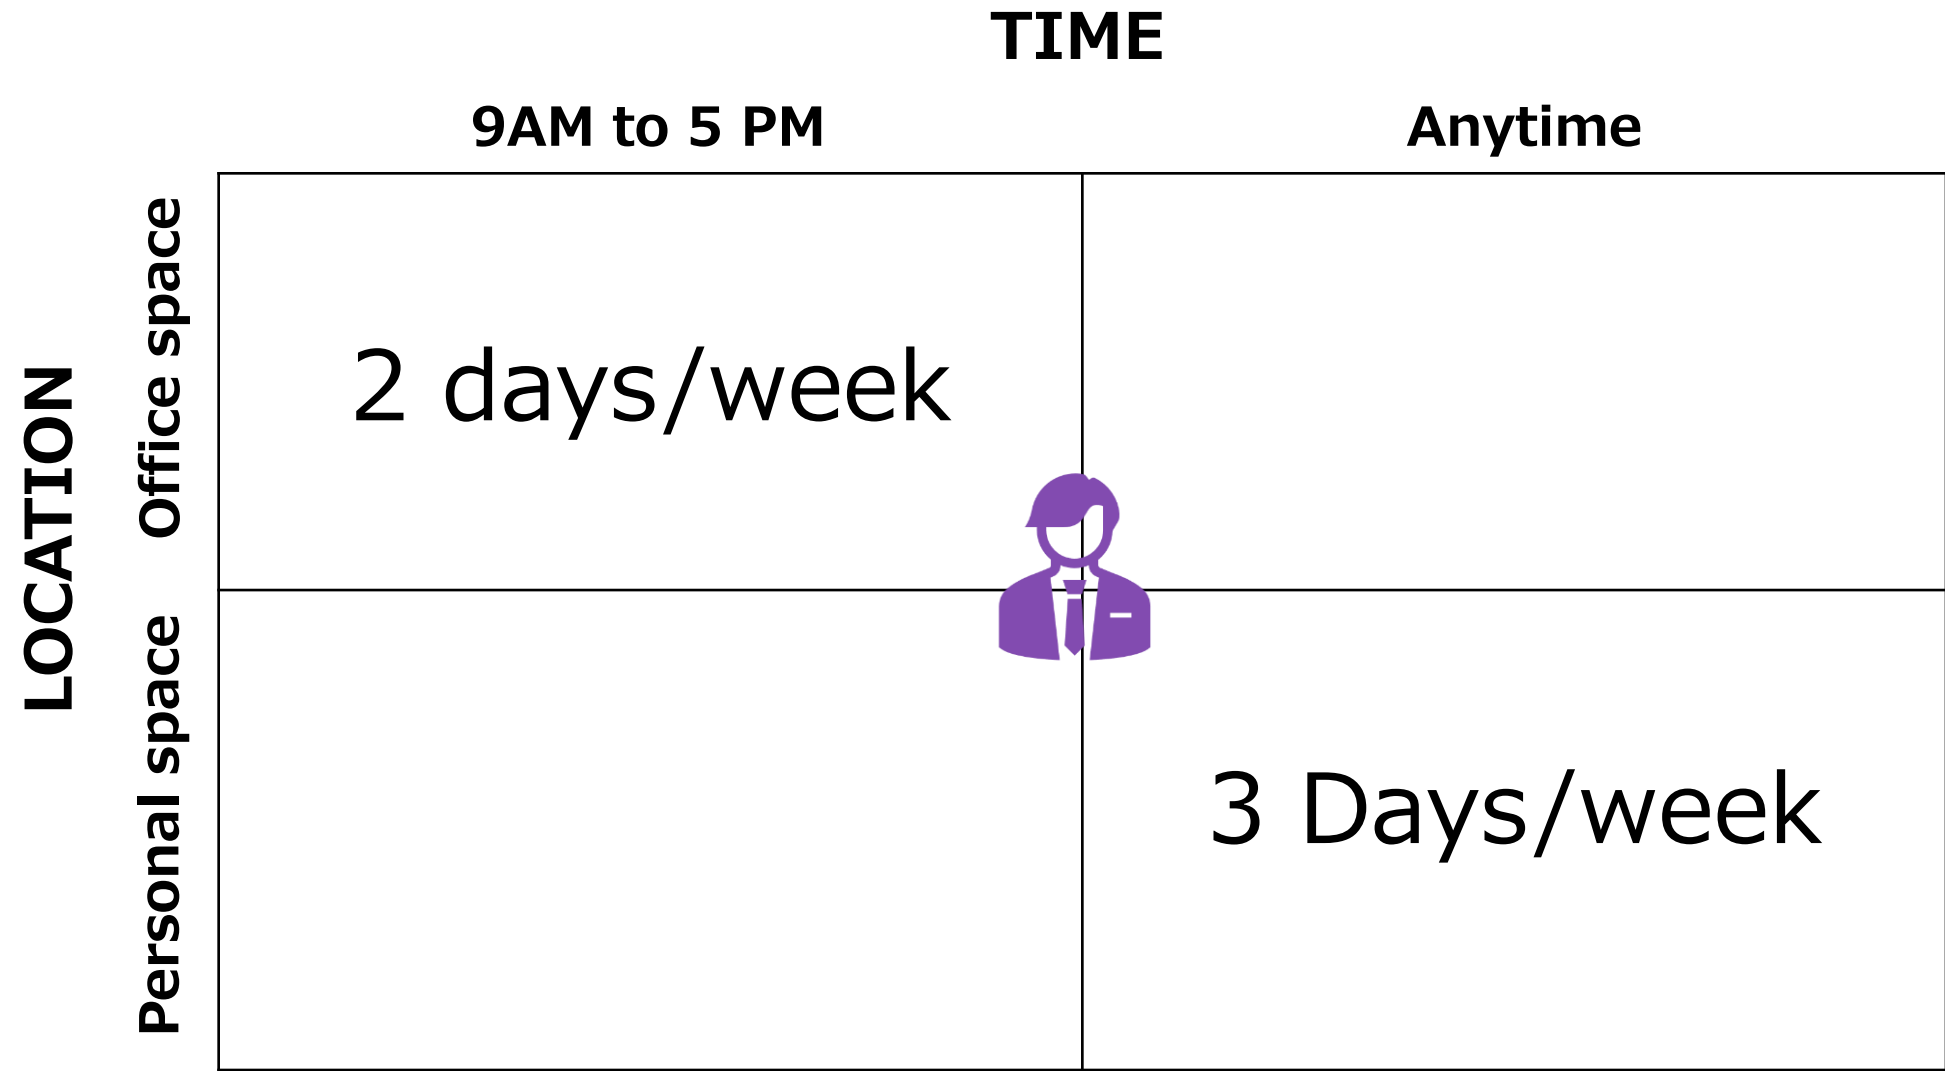 TIME
9AM to 5 PM
Anytime
LOCATION
Office space
2 days/week
Personal space
3 Days/week